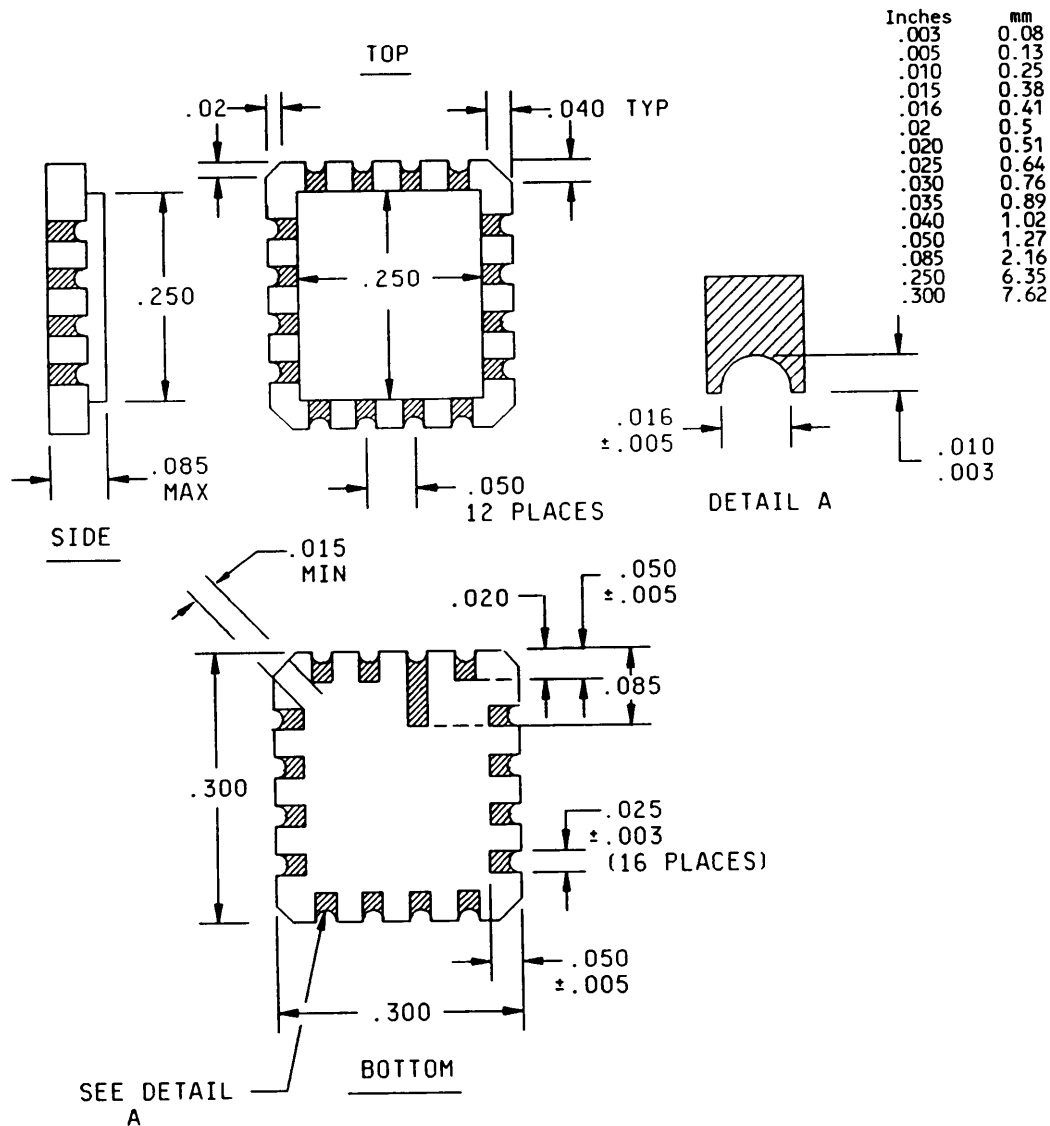 Inches mm
.003 0.08
.005 0.13
.010 0.25
.015 0.38
.016 0.41
.02 0.5
.020 0.51
.025 0.64
.030 0.76
.035 0.89
.040 1.02
.050 1.27
.085 2.16
.250 6.35
.300 7.62
TOP
.02
.040 TYP
.250
.250
.085
MAX
.050
12 PLACES
SIDE
.016
±.005
.010
.003
DETAIL A
.015
MIN
.020
.050
±.005
.085
.300
.025
±.003
(16 PLACES)
.050
±.005
.300
BOTTOM
SEE DETAIL
A